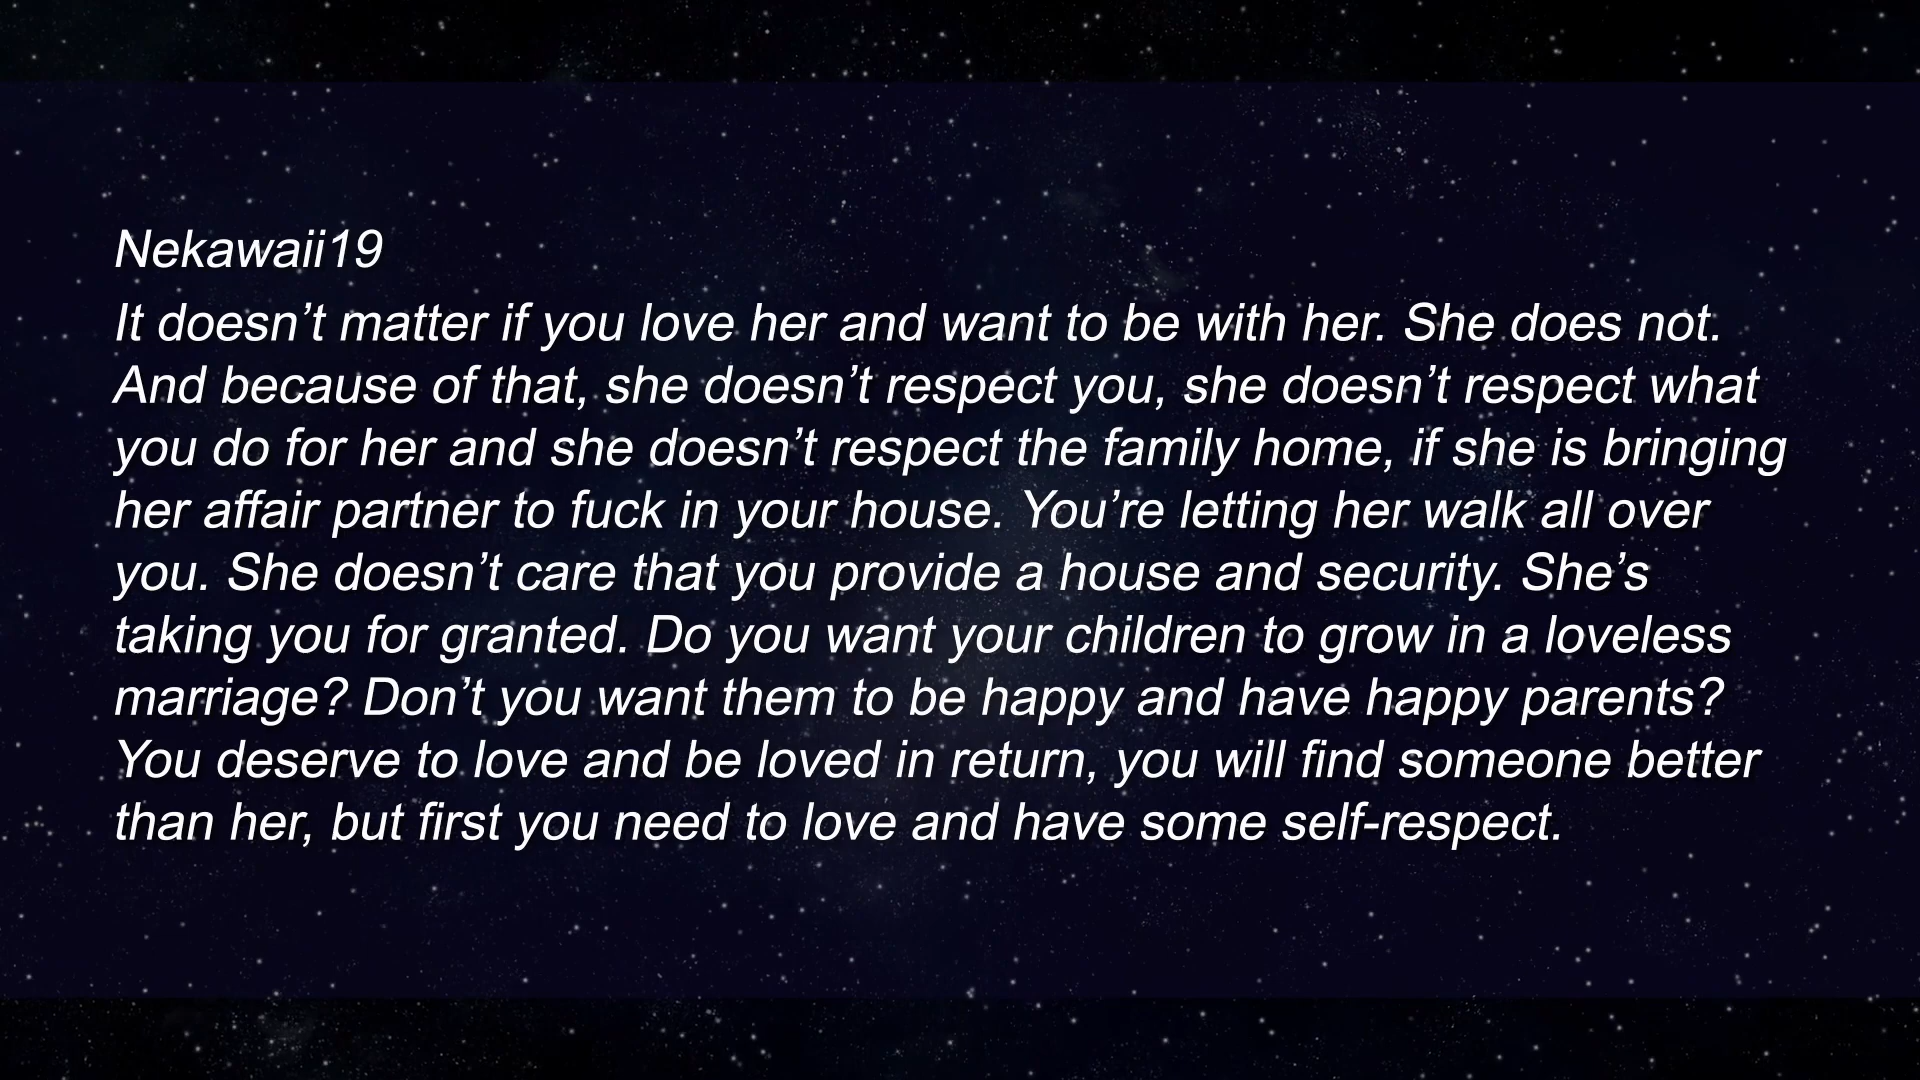 Nekawaii19
It doesn’t matter if you love her and want to be with her. She does not.
And because of that, she doesn’t respect you, she doesn’t respect what
you do for her and she doesn’t respect the family home, if she is bringing
her affair partner to fuck in your house. You’re letting her walk all over
you. She doesn’t care that you provide a house and security. She’s
taking you for granted. Do you want your children to grow in a loveless
marriage? Don’t you want them to be happy and have happy parents?
You deserve to love and be loved in return, you will find someone better
than her, but first you need to love and have some self-respect.